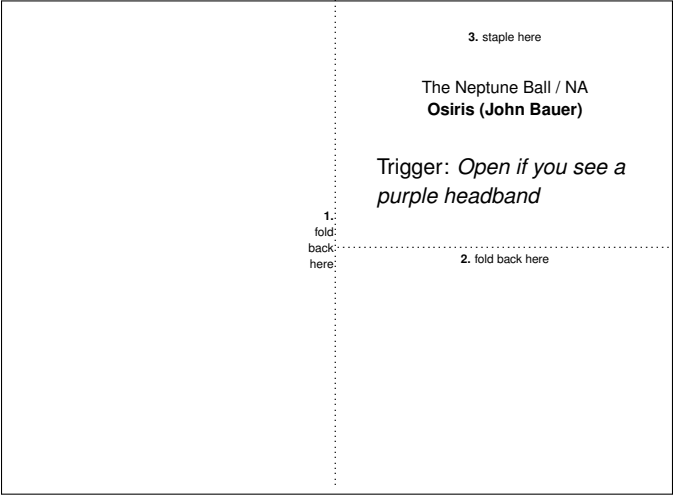 3. staple here
The Neptune Ball / NA
Osiris (John Bauer)
Trigger: Open if you see a
purple headband
1.
fold
back
here
2. fold back here